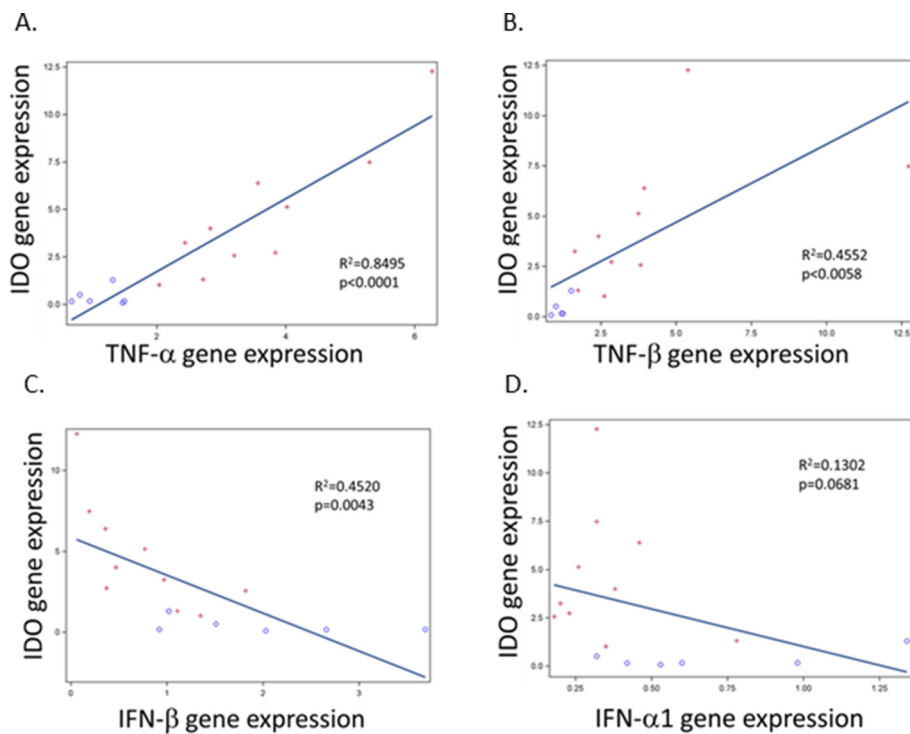 A.
IDO gene expression
12.5
10.0
7.5
5.0
2.5
0.0
R²=0.8495
p<0.0001
2 4 6
TNF-α gene expression
B.
IDO gene expression
12.5
10.0
7.5
5.0
2.5
0.0
R²=0.4552
p<0.0058
2.5 5.0 7.5 10.0 12.5
TNF-β gene expression
C.
IDO gene expression
10
5
0
R²=0.4520
p=0.0043
0 1 2 3
IFN-β gene expression
D.
IDO gene expression
12.5
10.0
7.5
5.0
2.5
0.0
R²=0.1302
p=0.0681
0.25 0.50 0.75 1.00 1.25
IFN-α1 gene expression